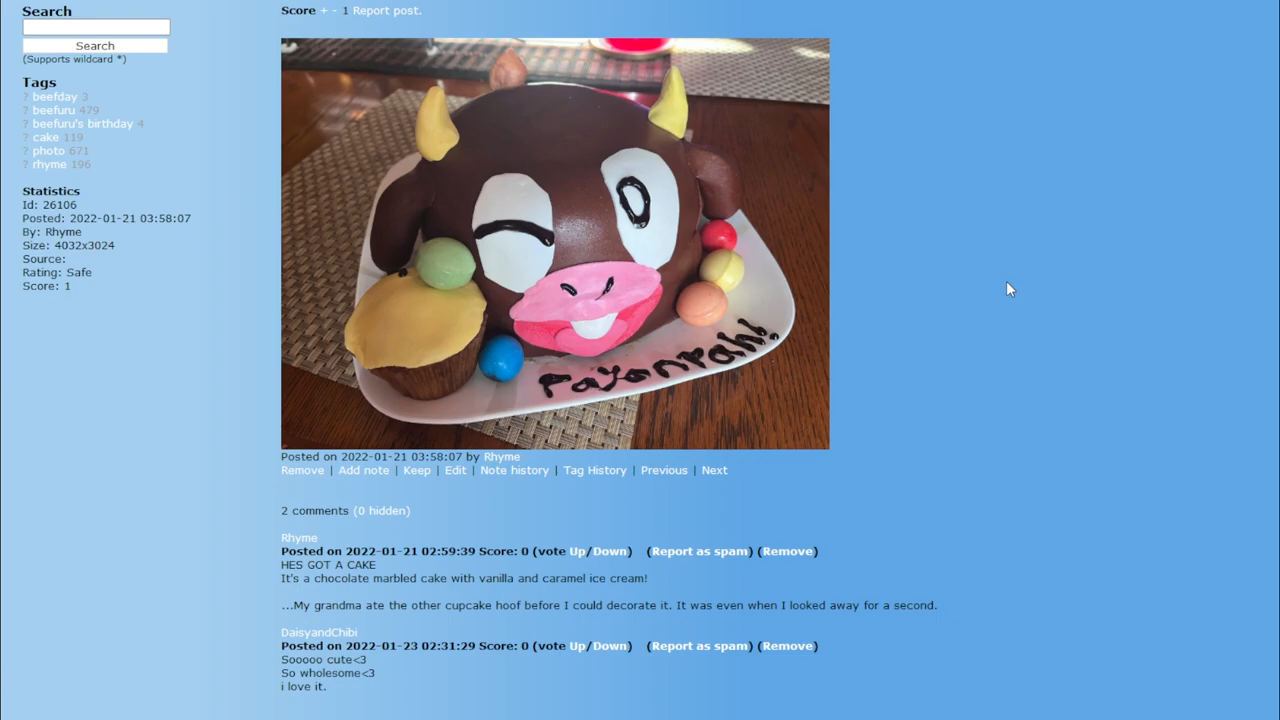 Search
Search
(Supports wildcard *)
Tags
? beefday 3
? beefuru 479
? beefuru's birthday 4
? cake 119
? photo 671
? rhyme 196
Statistics
Id: 26106
Posted: 2022-01-21 03:58:07
By: Rhyme
Size: 4032x3024
Source:
Rating: Safe
Score: 1
Score + - 1 Report post.
Posted on 2022-01-21 03:58:07 by Rhyme
Remove | Add note | Keep | Edit | Note history | Tag History | Previous | Next
2 comments (0 hidden)
Rhyme
Posted on 2022-01-21 02:59:39 Score: 0 (vote Up/Down) (Report as spam) (Remove)
HES GOT A CAKE
It's a chocolate marbled cake with vanilla and caramel ice cream!
...My grandma ate the other cupcake hoof before I could decorate it. It was even when I looked away for a second.
DaisyandChibi
Posted on 2022-01-23 02:31:29 Score: 0 (vote Up/Down) (Report as spam) (Remove)
Sooooo cute<3
So wholesome<3
i love it.